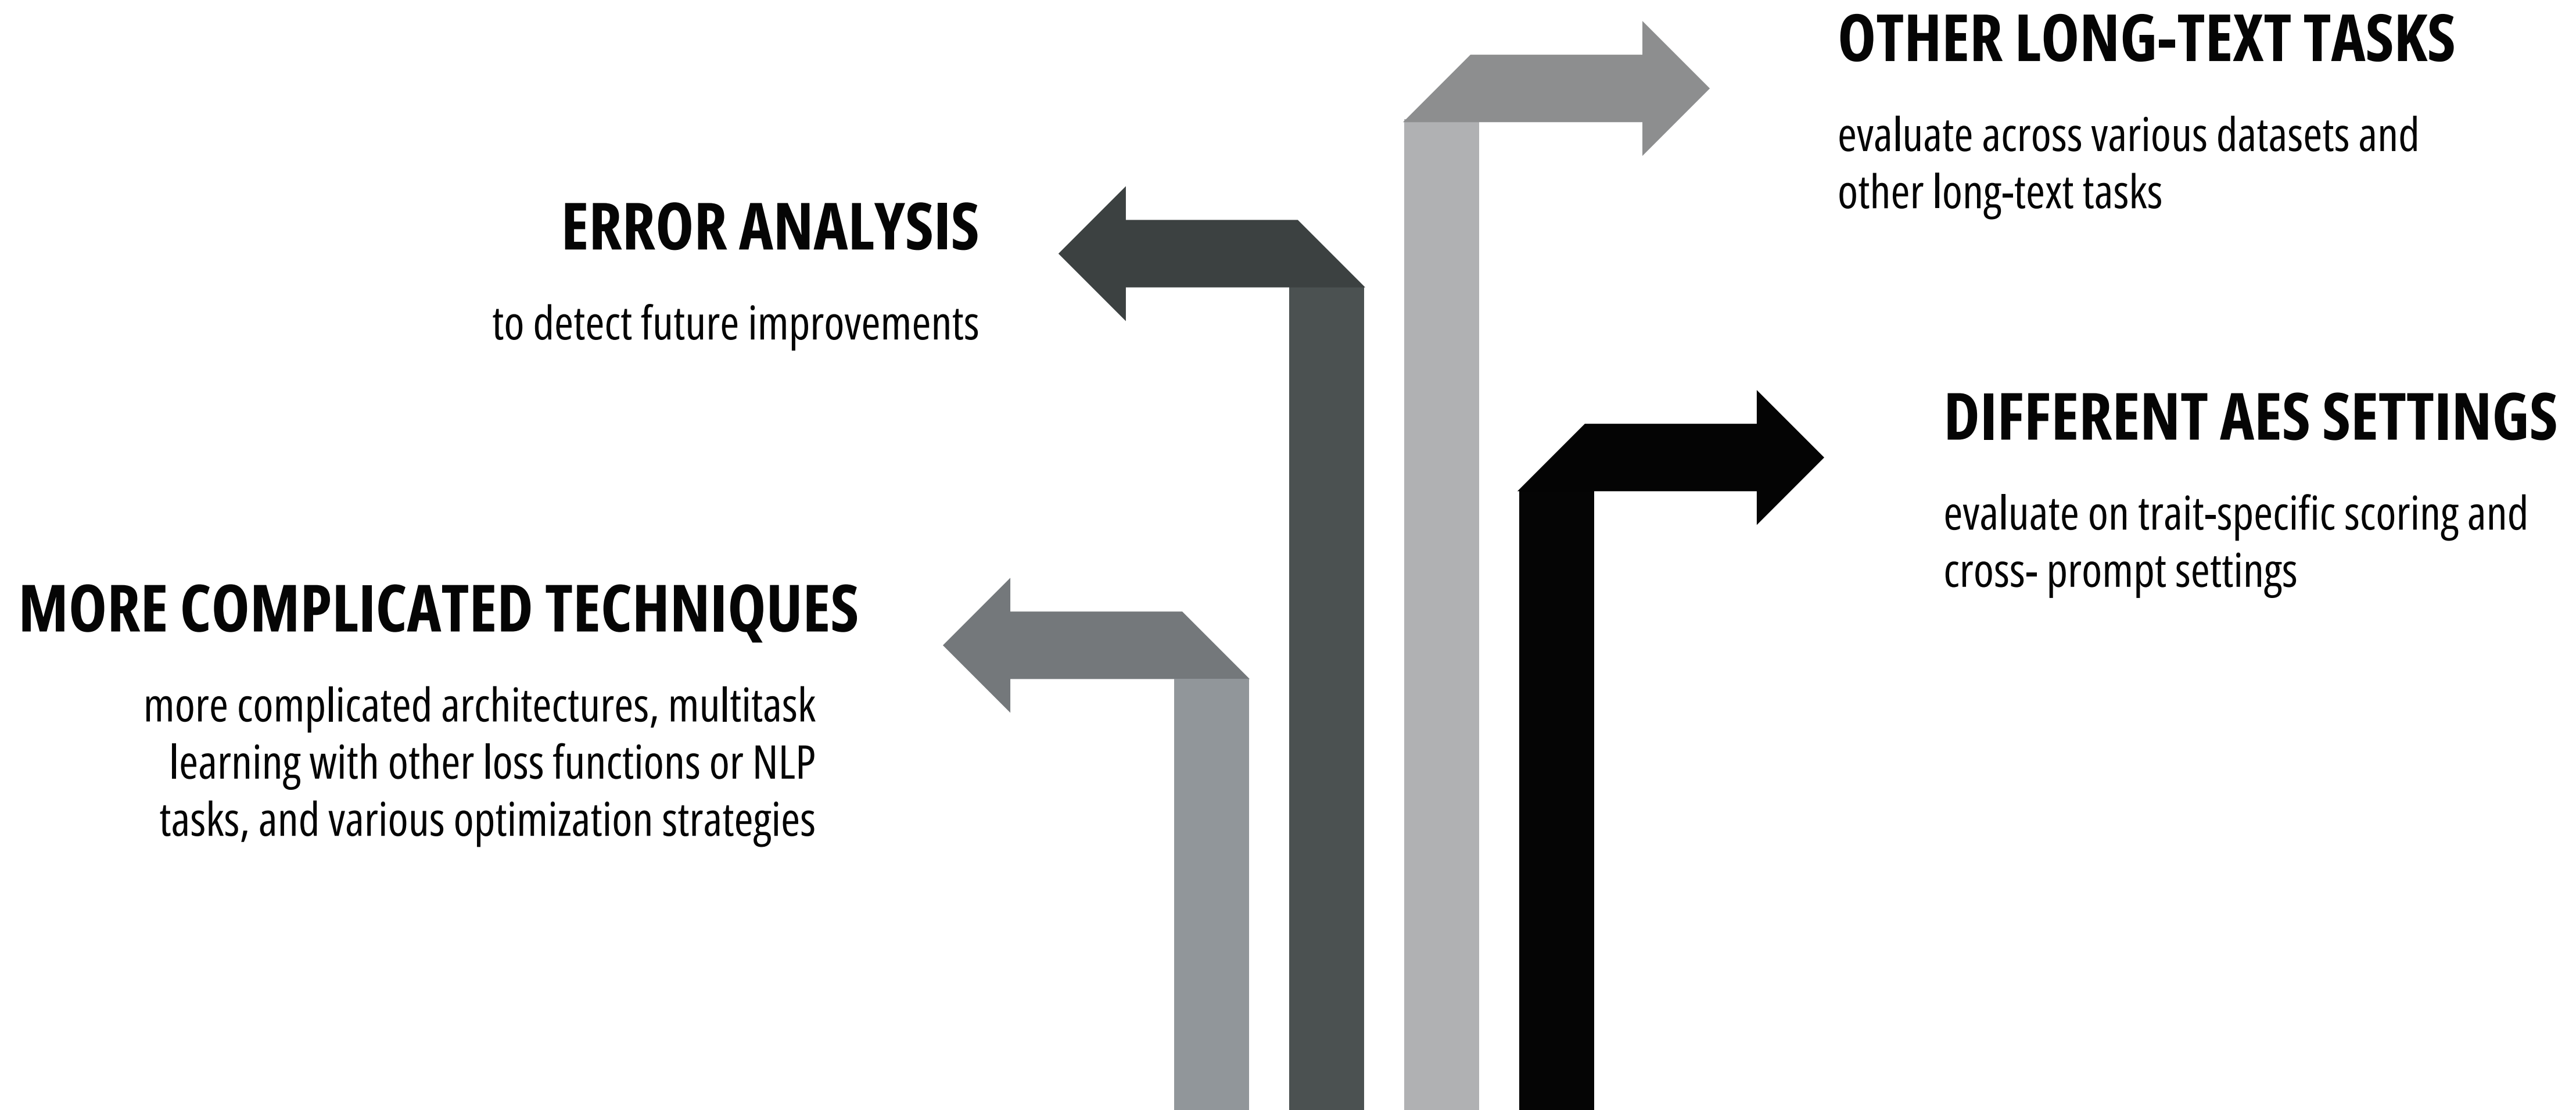 OTHER LONG-TEXT TASKS
evaluate across various datasets and
other long-text tasks
ERROR ANALYSIS
to detect future improvements
DIFFERENT AES SETTINGS
evaluate on trait-specific scoring and
cross- prompt settings
MORE COMPLICATED TECHNIQUES
more complicated architectures, multitask
learning with other loss functions or NLP
tasks, and various optimization strategies